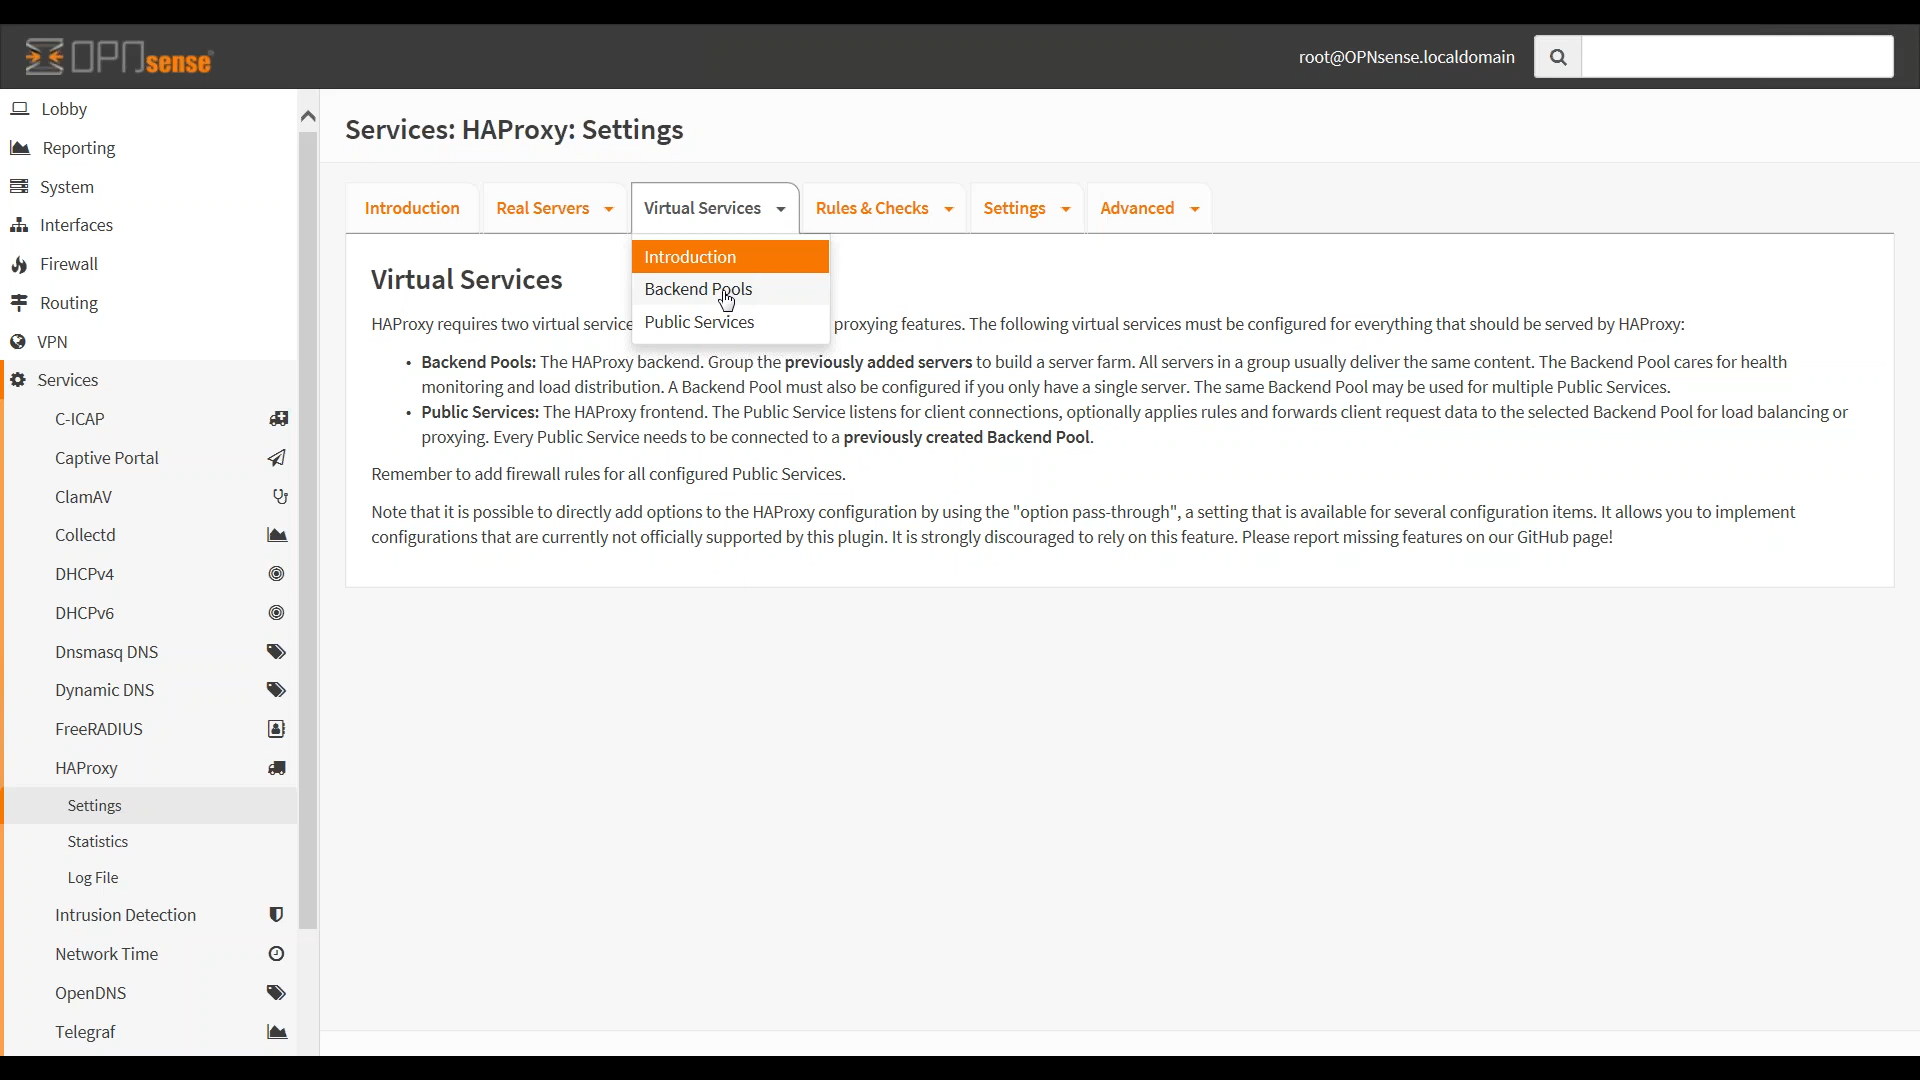 OPNsense
root@OPNsense.localdomain
Lobby
Reporting
System
Interfaces
Firewall
Routing
VPN
Services
C-ICAP
Captive Portal
ClamAV
Collectd
DHCPv4
DHCPv6
Dnsmasq DNS
Dynamic DNS
FreeRADIUS
HAProxy
Settings
Statistics
Log File
Intrusion Detection
Network Time
OpenDNS
Telegraf
Services: HAProxy: Settings
Introduction Real Servers Virtual Services Rules & Checks Settings Advanced
Introduction
Backend Pools
Public Services
Virtual Services
HAProxy requires two virtual service proxying features. The following virtual services must be configured for everything that should be served by HAProxy:
• Backend Pools: The HAProxy backend. Group the previously added servers to build a server farm. All servers in a group usually deliver the same content. The Backend Pool cares for health
monitoring and load distribution. A Backend Pool must also be configured if you only have a single server. The same Backend Pool may be used for multiple Public Services.
• Public Services: The HAProxy frontend. The Public Service listens for client connections, optionally applies rules and forwards client request data to the selected Backend Pool for load balancing or
proxying. Every Public Service needs to be connected to a previously created Backend Pool.
Remember to add firewall rules for all configured Public Services.
Note that it is possible to directly add options to the HAProxy configuration by using the "option pass-through", a setting that is available for several configuration items. It allows you to implement
configurations that are currently not officially supported by this plugin. It is strongly discouraged to rely on this feature. Please report missing features on our GitHub page!